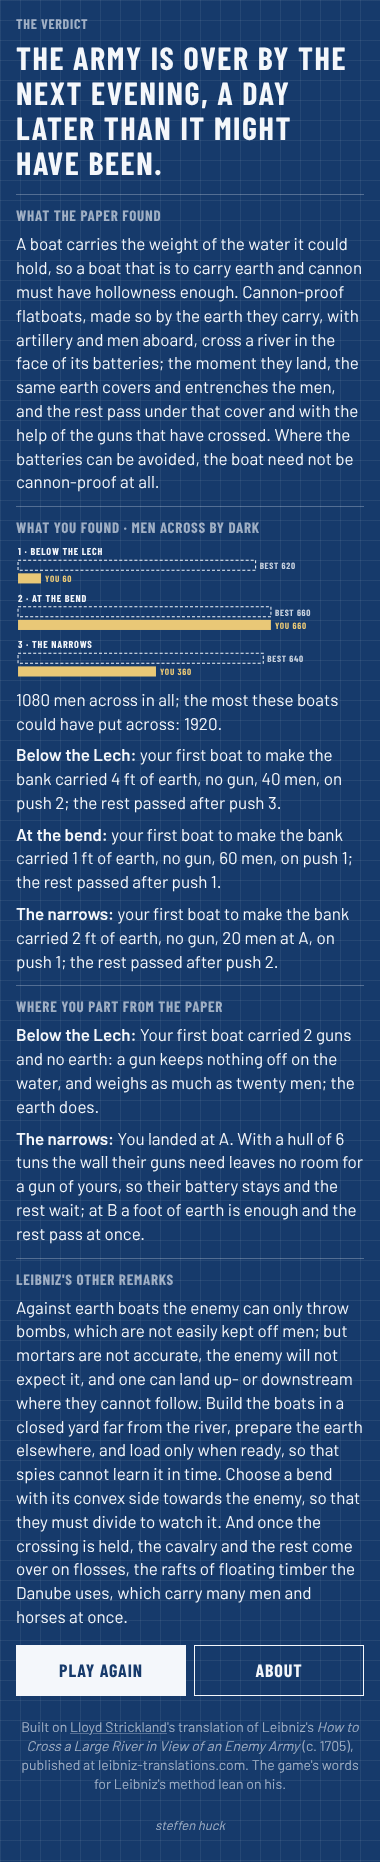 THE VERDICT
THE ARMY IS OVER BY THE
NEXT EVENING, A DAY
LATER THAN IT MIGHT
HAVE BEEN.
WHAT THE PAPER FOUND
A boat carries the weight of the water it could
hold, so a boat that is to carry earth and cannon
must have hollowness enough. Cannon-proof
flatboats, made so by the earth they carry, with
artillery and men aboard, cross a river in the
face of its batteries; the moment they land, the
same earth covers and entrenches the men,
and the rest pass under that cover and with the
help of the guns that have crossed. Where the
batteries can be avoided, the boat need not be
cannon-proof at all.
WHAT YOU FOUND · MEN ACROSS BY DARK
1 · BELOW THE LECH
BEST 620
YOU 60
2 · AT THE BEND
BEST 660
YOU 660
3 · THE NARROWS
BEST 640
YOU 360
1080 men across in all; the most these boats
could have put across: 1920.
Below the Lech: your first boat to make the
bank carried 4 ft of earth, no gun, 40 men, on
push 2; the rest passed after push 3.
At the bend: your first boat to make the bank
carried 1 ft of earth, no gun, 60 men, on push 1;
the rest passed after push 1.
The narrows: your first boat to make the bank
carried 2 ft of earth, no gun, 20 men at A, on
push 1; the rest passed after push 2.
WHERE YOU PART FROM THE PAPER
Below the Lech: Your first boat carried 2 guns
and no earth: a gun keeps nothing off on the
water, and weighs as much as twenty men; the
earth does.
The narrows: You landed at A. With a hull of 6
tuns the wall their guns need leaves no room for
a gun of yours, so their battery stays and the
rest wait; at B a foot of earth is enough and the
rest pass at once.
LEIBNIZ'S OTHER REMARKS
Against earth boats the enemy can only throw
bombs, which are not easily kept off men; but
mortars are not accurate, the enemy will not
expect it, and one can land up- or downstream
where they cannot follow. Build the boats in a
closed yard far from the river, prepare the earth
elsewhere, and load only when ready, so that
spies cannot learn it in time. Choose a bend
with its convex side towards the enemy, so that
they must divide to watch it. And once the
crossing is held, the cavalry and the rest come
over on flosses, the rafts of floating timber the
Danube uses, which carry many men and
horses at once.
PLAY AGAIN
ABOUT
Built on Lloyd Strickland's translation of Leibniz's How to
Cross a Large River in View of an Enemy Army (c. 1705),
published at leibniz-translations.com. The game's words
for Leibniz's method lean on his.
steffen huck